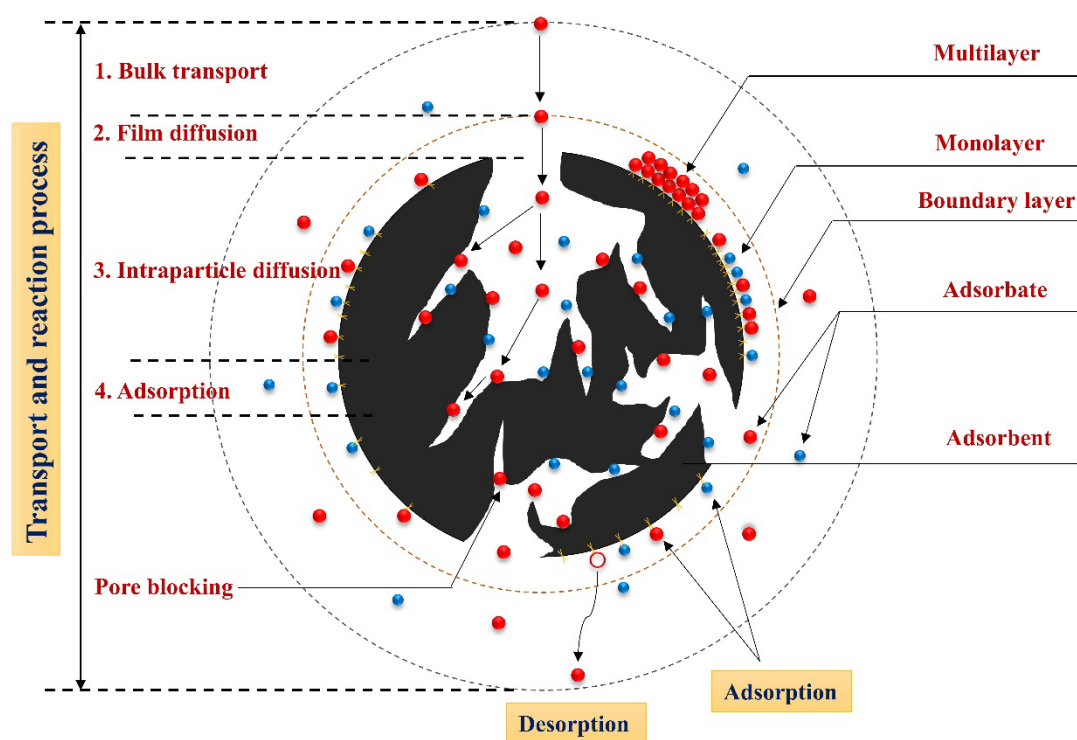 Transport and reaction process
1. Bulk transport
2. Film diffusion
3. Intraparticle diffusion
4. Adsorption
Pore blocking
Multilayer
Monolayer
Boundary layer
Adsorbate
Adsorbent
Adsorption
Desorption